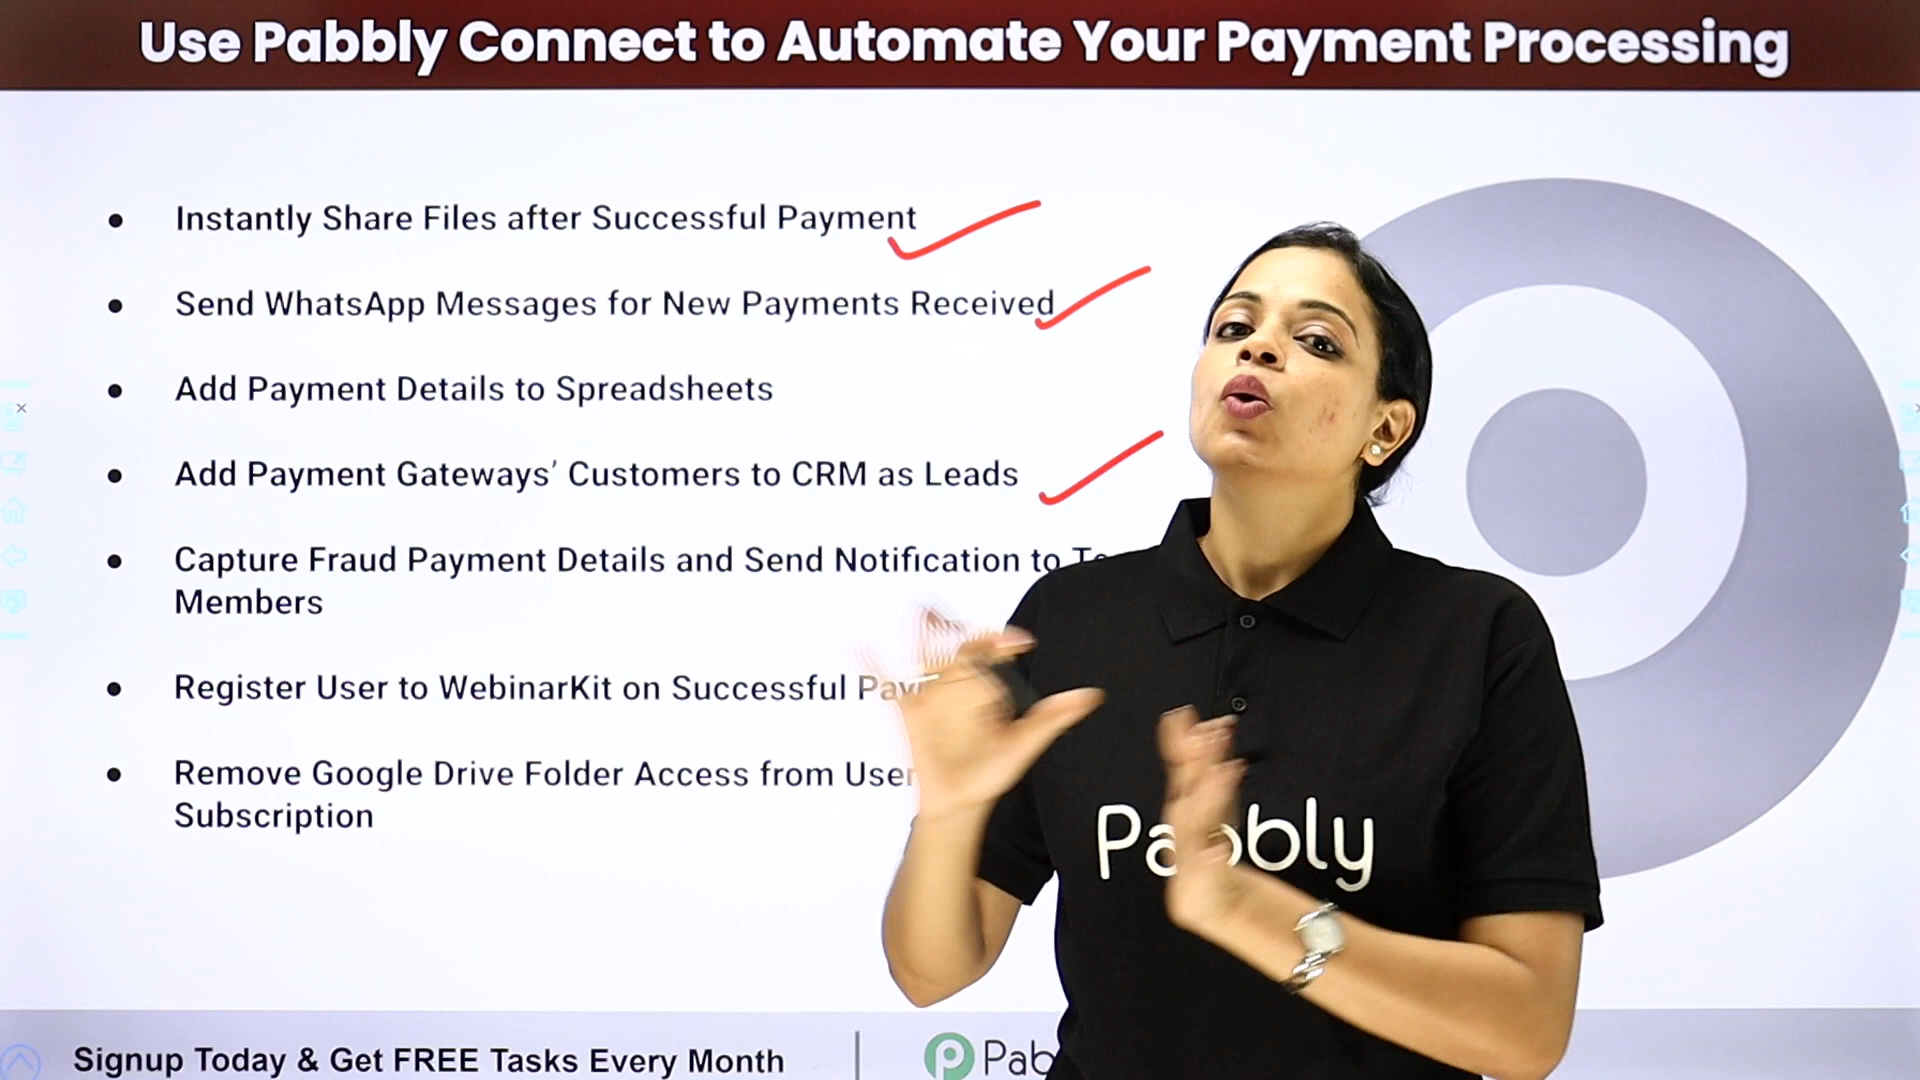 Use Pabbly Connect to Automate Your Payment Processing
• Instantly Share Files after Successful Payment
• Send WhatsApp Messages for New Payments Received
• Add Payment Details to Spreadsheets
• Add Payment Gateways’ Customers to CRM as Leads
• Capture Fraud Payment Details and Send Notification to
Members
• Register User to WebinarKit on Successful
• Remove Google Drive Folder Access from User
Subscription
Pabbly
Signup Today & Get FREE Tasks Every Month
Pab